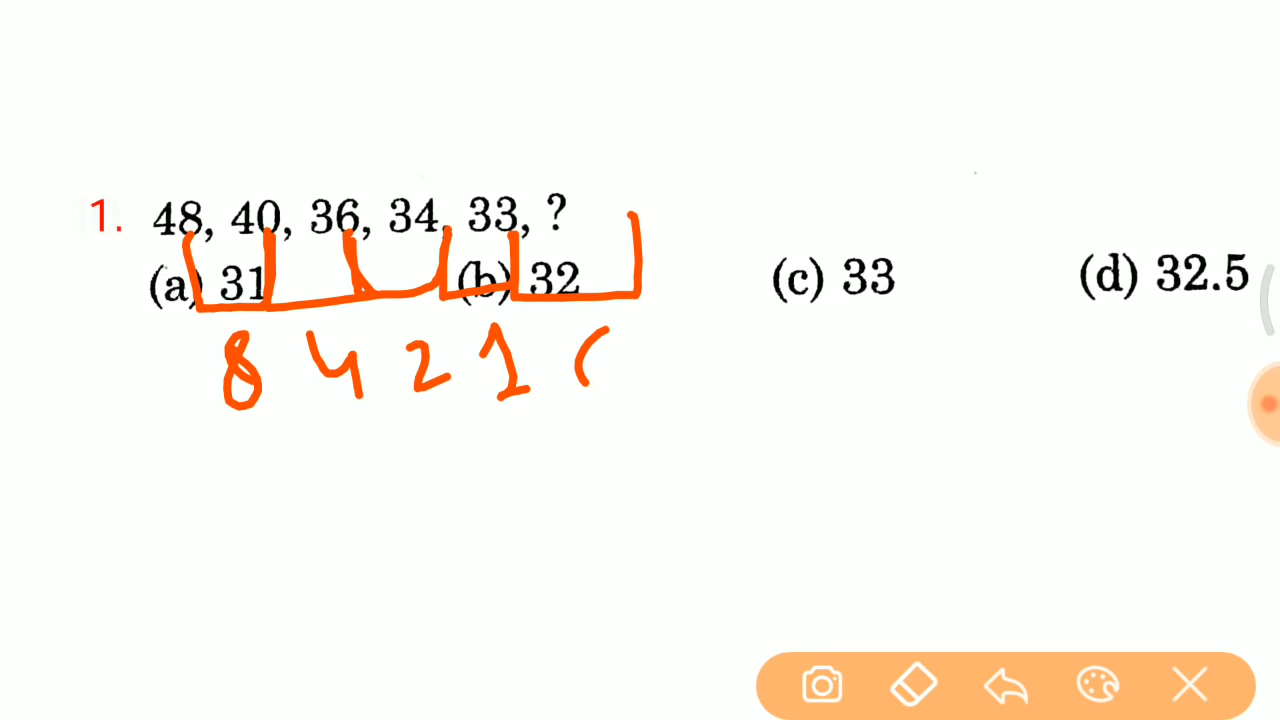 1. 48, 40, 36, 34, 33, ?
(a) 31 (b) 32 (c) 33 (d) 32.5
8 4 2 1